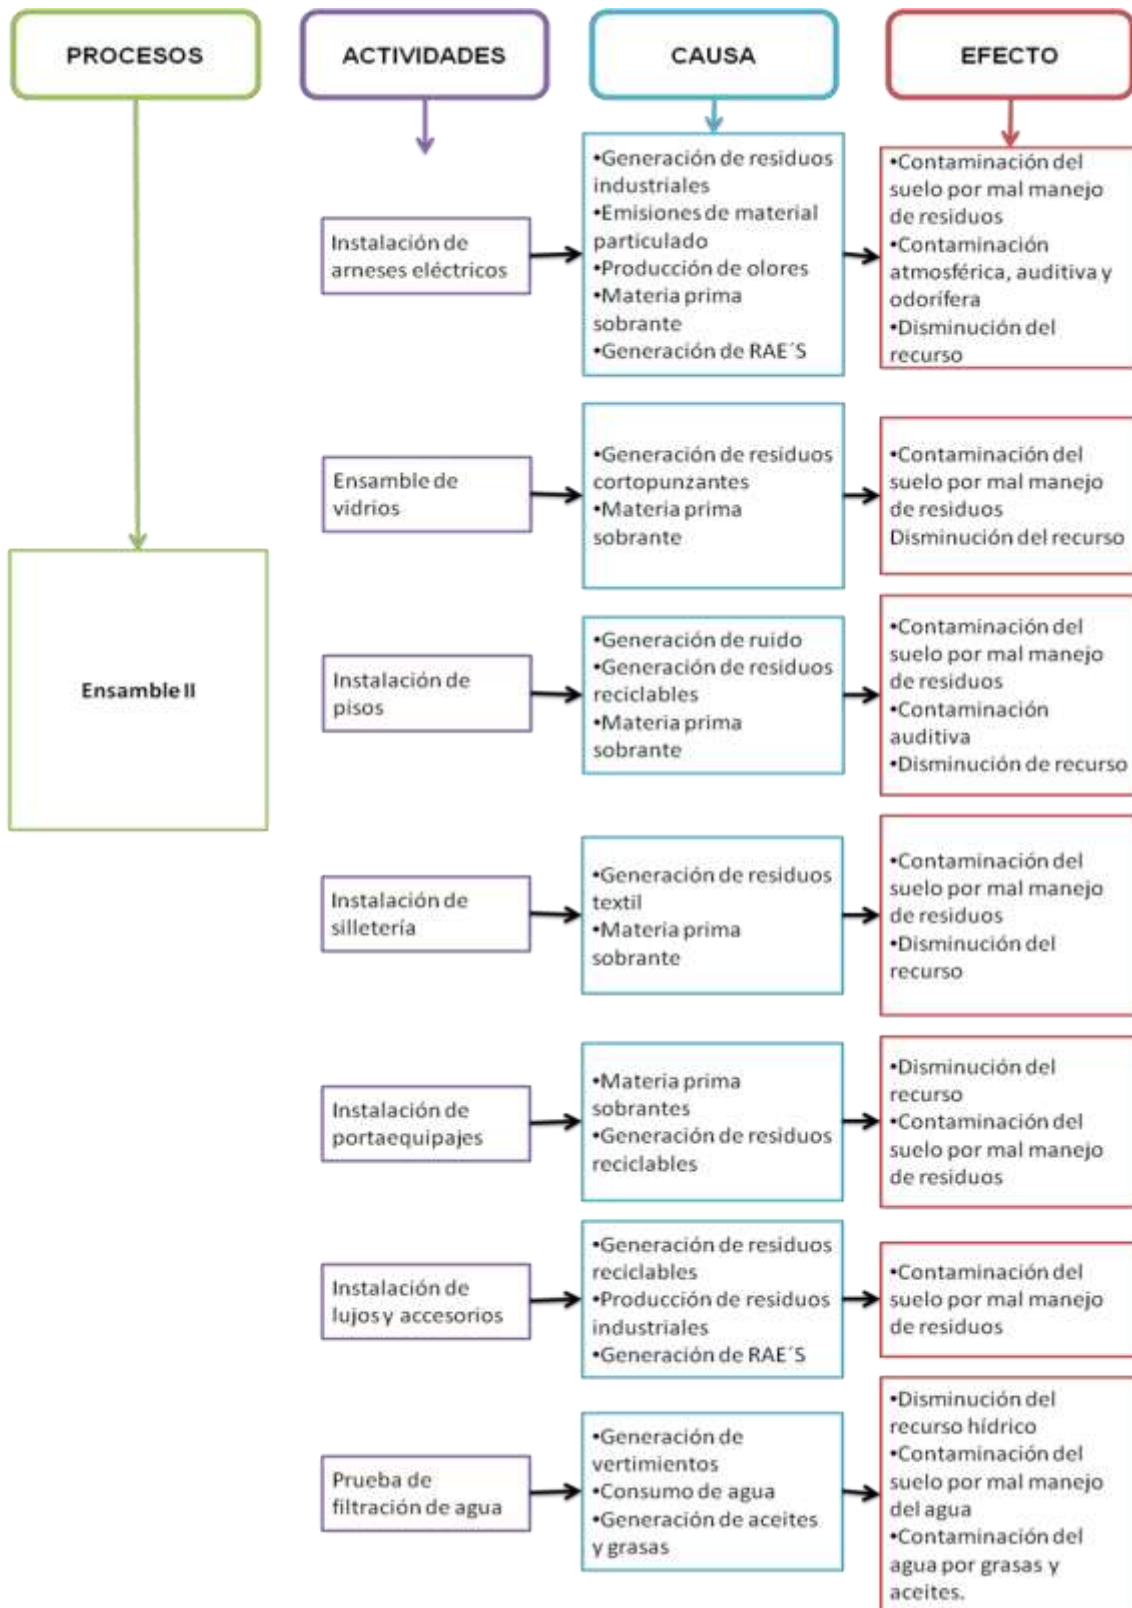 PROCESOS
ACTIVIDADES
CAUSA
EFECTO
Ensamble II
Instalación de
arneses eléctricos
•Generación de residuos
industriales
•Emisiones de material
particulado
•Producción de olores
•Materia prima
sobrante
•Generación de RAE´S
•Contaminación del
suelo por mal manejo
de residuos
•Contaminación
atmosférica, auditiva y
odorífera
•Disminución del
recurso
Ensamble de
vidrios
•Generación de residuos
cortopunzantes
•Materia prima
sobrante
•Contaminación del
suelo por mal manejo
de residuos
Disminución del recurso
Instalación de
pisos
•Generación de ruido
•Generación de residuos
reciclables
•Materia prima
sobrante
•Contaminación del
suelo por mal manejo
de residuos
•Contaminación
auditiva
•Disminución de recurso
Instalación de
silletería
•Generación de residuos
textil
•Materia prima
sobrante
•Contaminación del
suelo por mal manejo
de residuos
•Disminución del
recurso
Instalación de
portaequipajes
•Materia prima
sobrantes
•Generación de residuos
reciclables
•Disminución del
recurso
•Contaminación del
suelo por mal manejo
de residuos
Instalación de
lujos y accesorios
•Generación de residuos
reciclables
•Producción de residuos
industriales
•Generación de RAE´S
•Contaminación del
suelo por mal manejo
de residuos
Prueba de
filtración de agua
•Generación de
vertimientos
•Consumo de agua
•Generación de aceites
y grasas
•Disminución del
recurso hídrico
•Contaminación del
suelo por mal manejo
del agua
•Contaminación del
agua por grasas y
aceites.